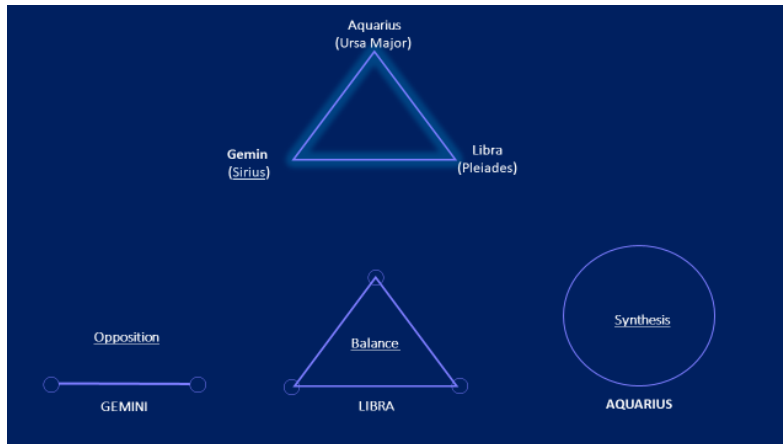 Aquarius
(Ursa Major)
Gemin
(Sirius)
Libra
(Pleiades)
Opposition
GEMINI
Balance
LIBRA
Synthesis
AQUARIUS